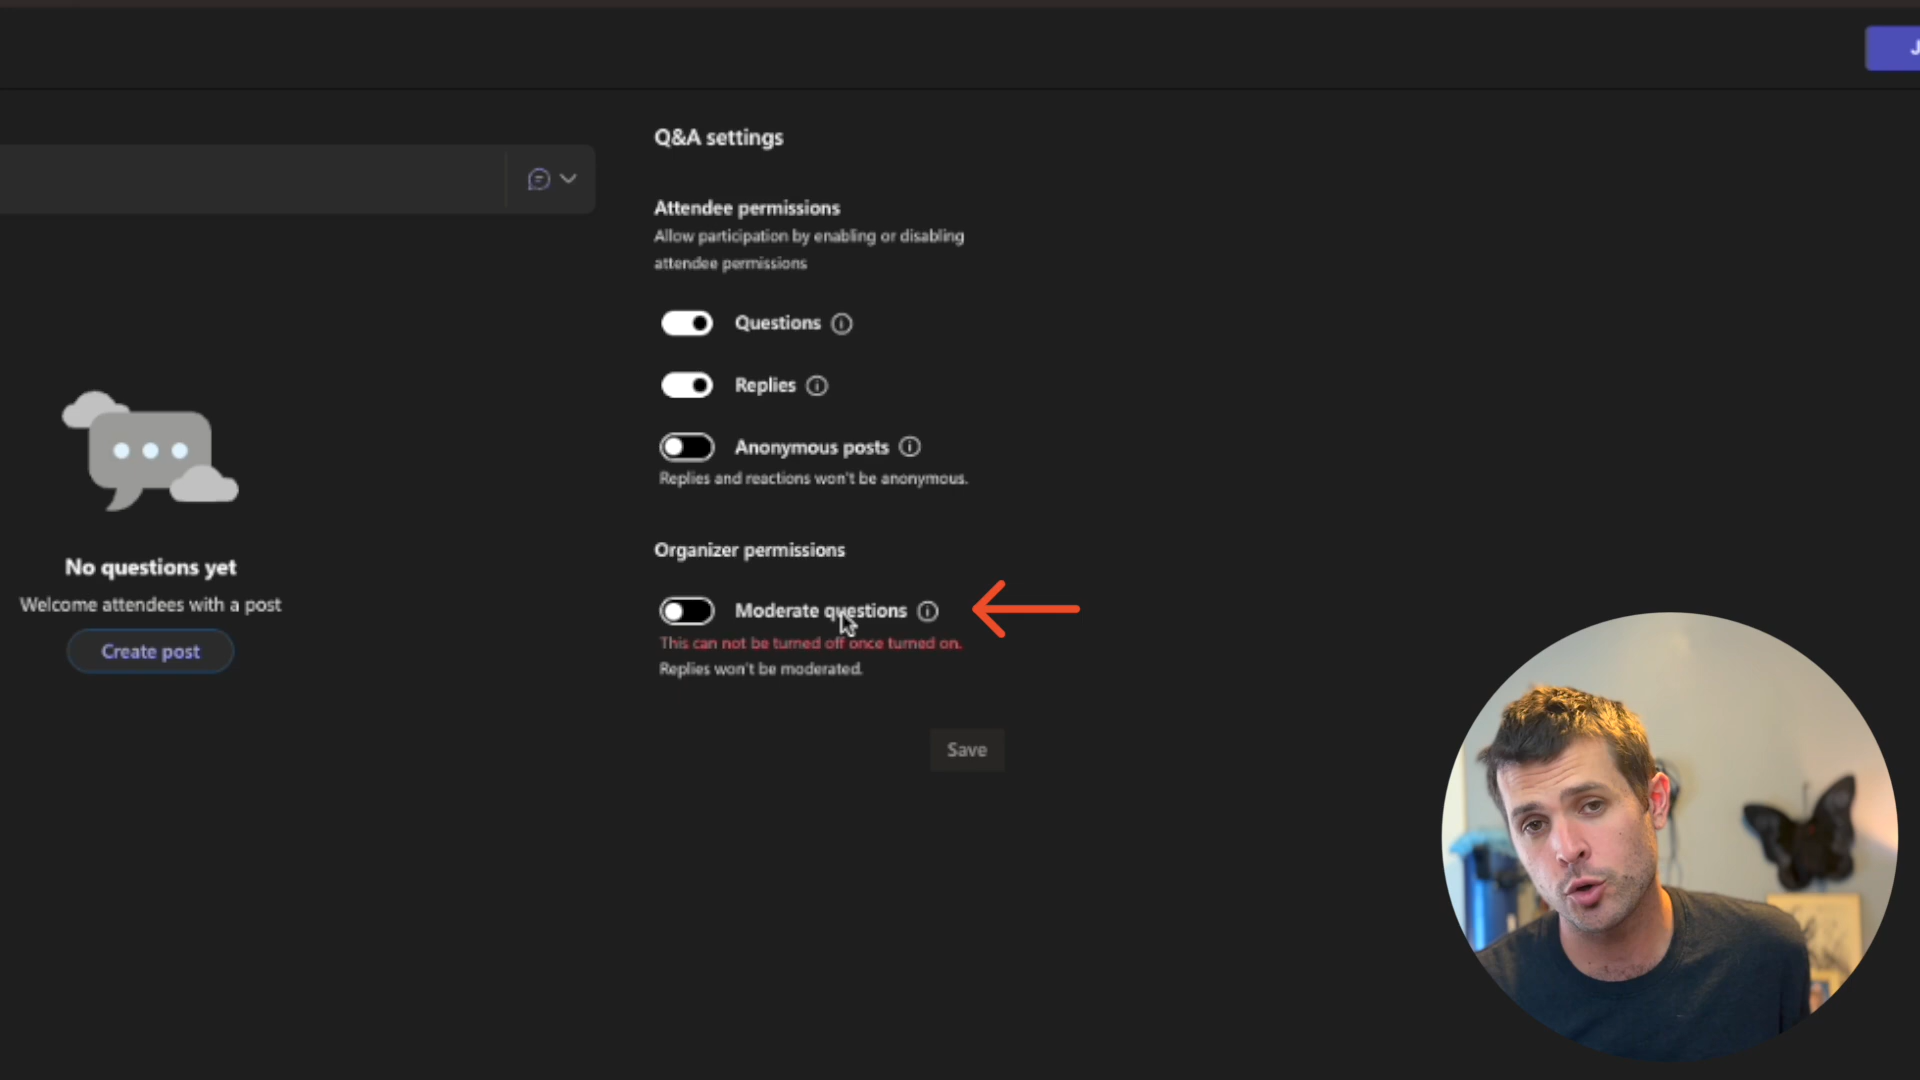 Q&A settings
Attendee permissions
Allow participation by enabling or disabling
attendee permissions
Questions
Replies
Anonymous posts
Replies and reactions won't be anonymous.
No questions yet
Welcome attendees with a post
Create post
Organizer permissions
Moderate questions
This can not be turned off once turned on.
Replies won't be moderated.
Save